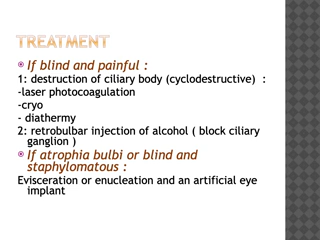 TREATMENT
If blind and painful :
1: destruction of ciliary body (cyclodestructive)  :
-laser photocoagulation
-cryo
- diathermy
2: retrobulbar injection of alcohol ( block ciliary
ganglion )
If atrophia bulbi or blind and
staphylomatous :
Evisceration or enucleation and an artificial eye
implant